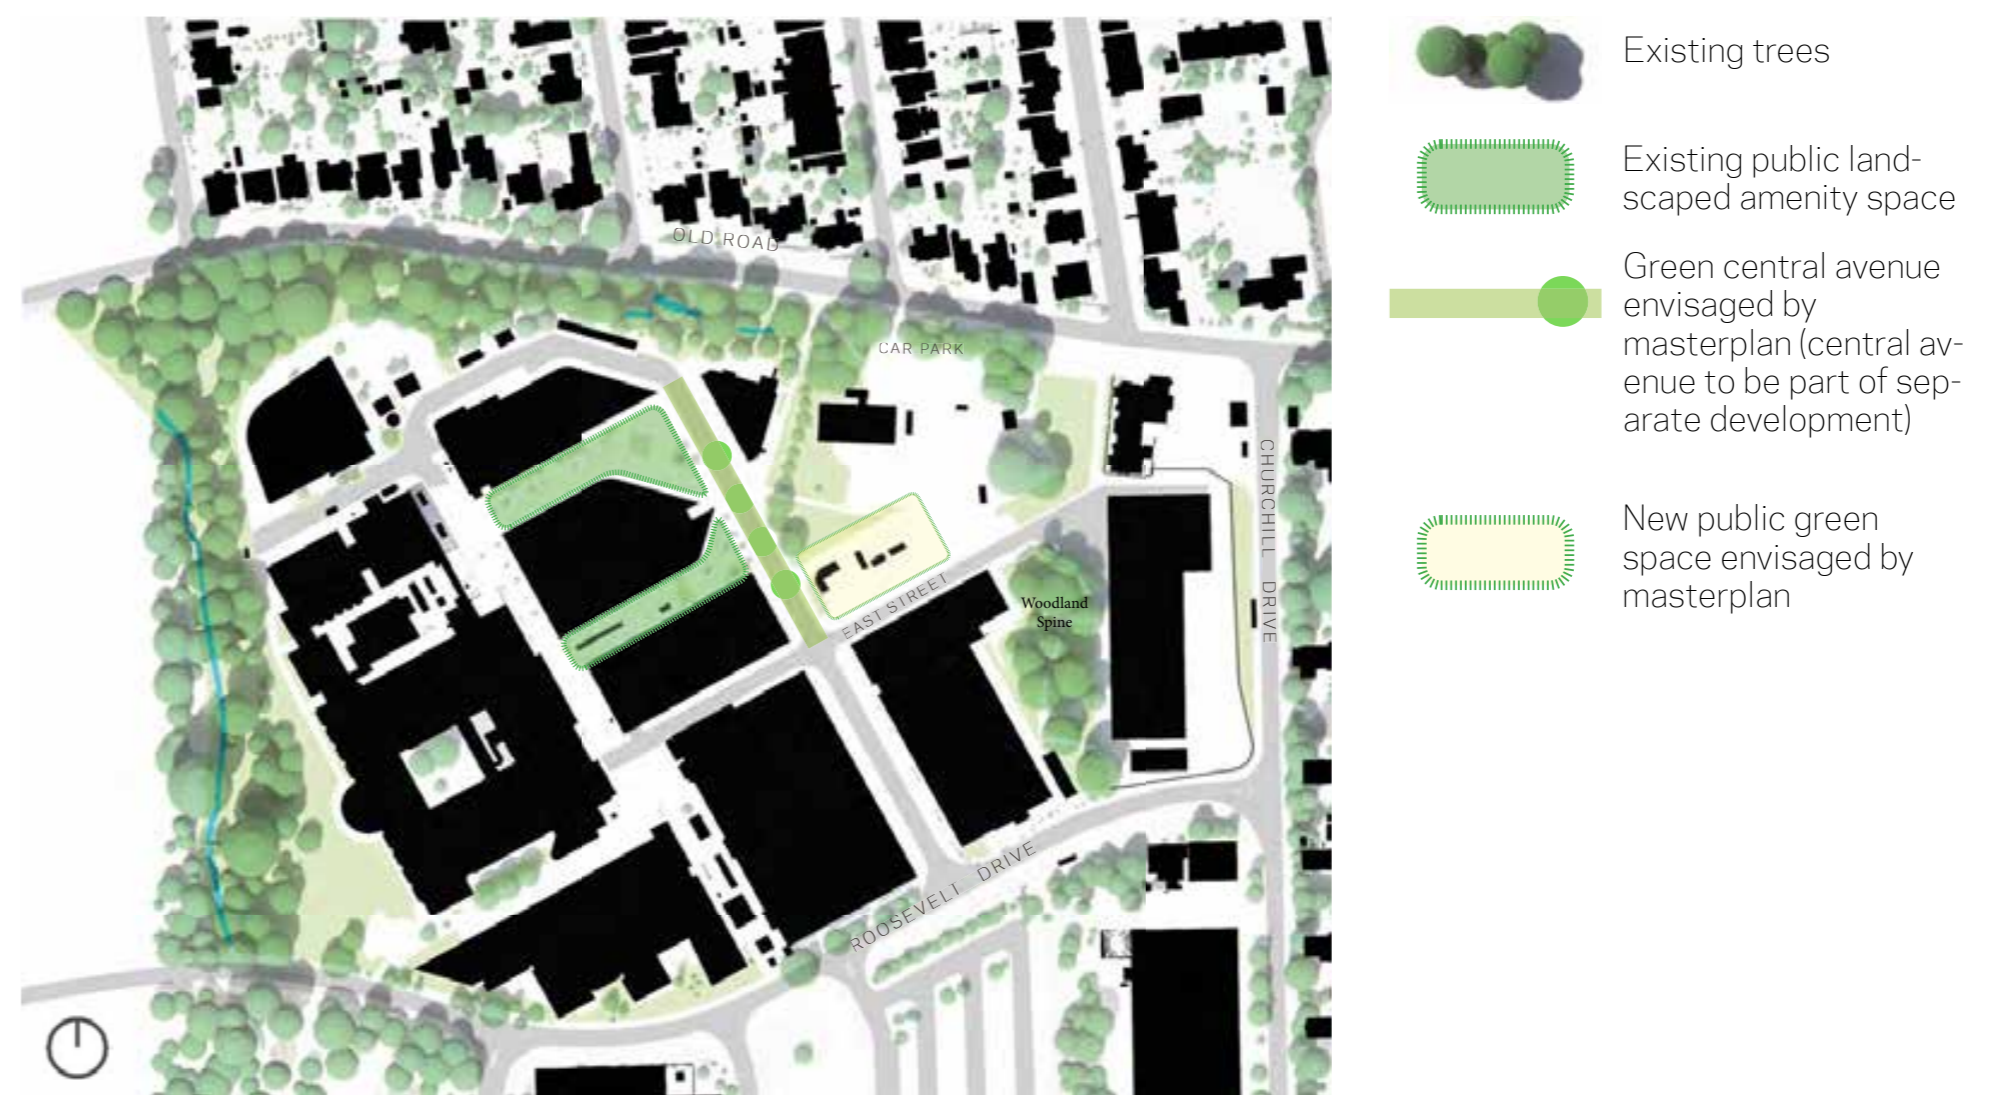 OLD ROAD
CAR PARK
CHURCHILL DRIVE
EAST STREET
Woodland
Spine
ROOSEVELT DRIVE
Existing trees
Existing public land-
scaped amenity space
Green central avenue
envisaged by
masterplan (central av-
enue to be part of sep-
arate development)
New public green
space envisaged by
masterplan